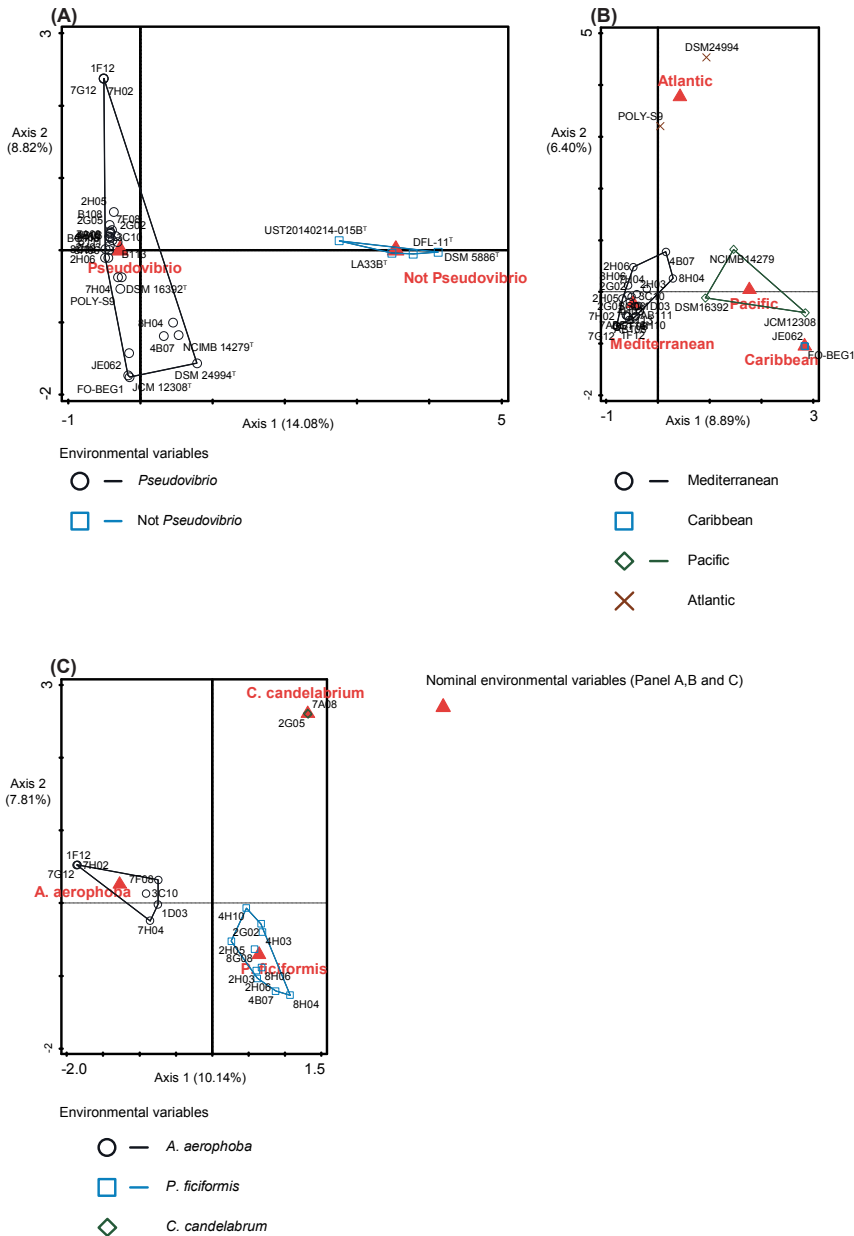 (A)
3
1F12
7G12 7H02
Axis 2
(8.82%)
2H05
B108 7F08
2G05 2G02
3C10
B113
2H06
Pseudovibrio
7H04 DSM 16392ᵀ
POLY-S9
8H04
4B07
NCIMB 14279ᵀ
JE062
DSM 24994ᵀ
FO-BEG1 JCM 12308ᵀ
UST20140214-015Bᵀ
DFL-11ᵀ
LA33Bᵀ
DSM 5886ᵀ
Not Pseudovibrio
-2
-1
Axis 1 (14.08%)
5
Environmental variables
Pseudovibrio
Not Pseudovibrio
(B)
5
DSM24994
Atlantic
POLY-S9
Axis 2
(6.40%)
4B07
2H06
8H04
2H03
2G02
3C10
2H05
1D03
AB111
7H02
7G12
1F12
Mediterranean
NCIMB14279
Pacific
DSM16392
JCM12308
JE062
Caribbean
FO-BEG1
-2
-1
Axis 1 (8.89%)
3
Mediterranean
Caribbean
Pacific
Atlantic
(C)
3
C. candelabrium
7A08
2G05
Axis 2
(7.81%)
1F12
7H02
7G12
7F08
3C10
A. aerophoba
1D03
7H04
4H10
2G02
4H03
2H05
8G08
P. ficiformis
2H03
8H06
2H06
4B07
8H04
-2
-2.0
Axis 1 (10.14%)
1.5
Nominal environmental variables (Panel A,B and C)
Environmental variables
A. aerophoba
P. ficiformis
C. candelabrum